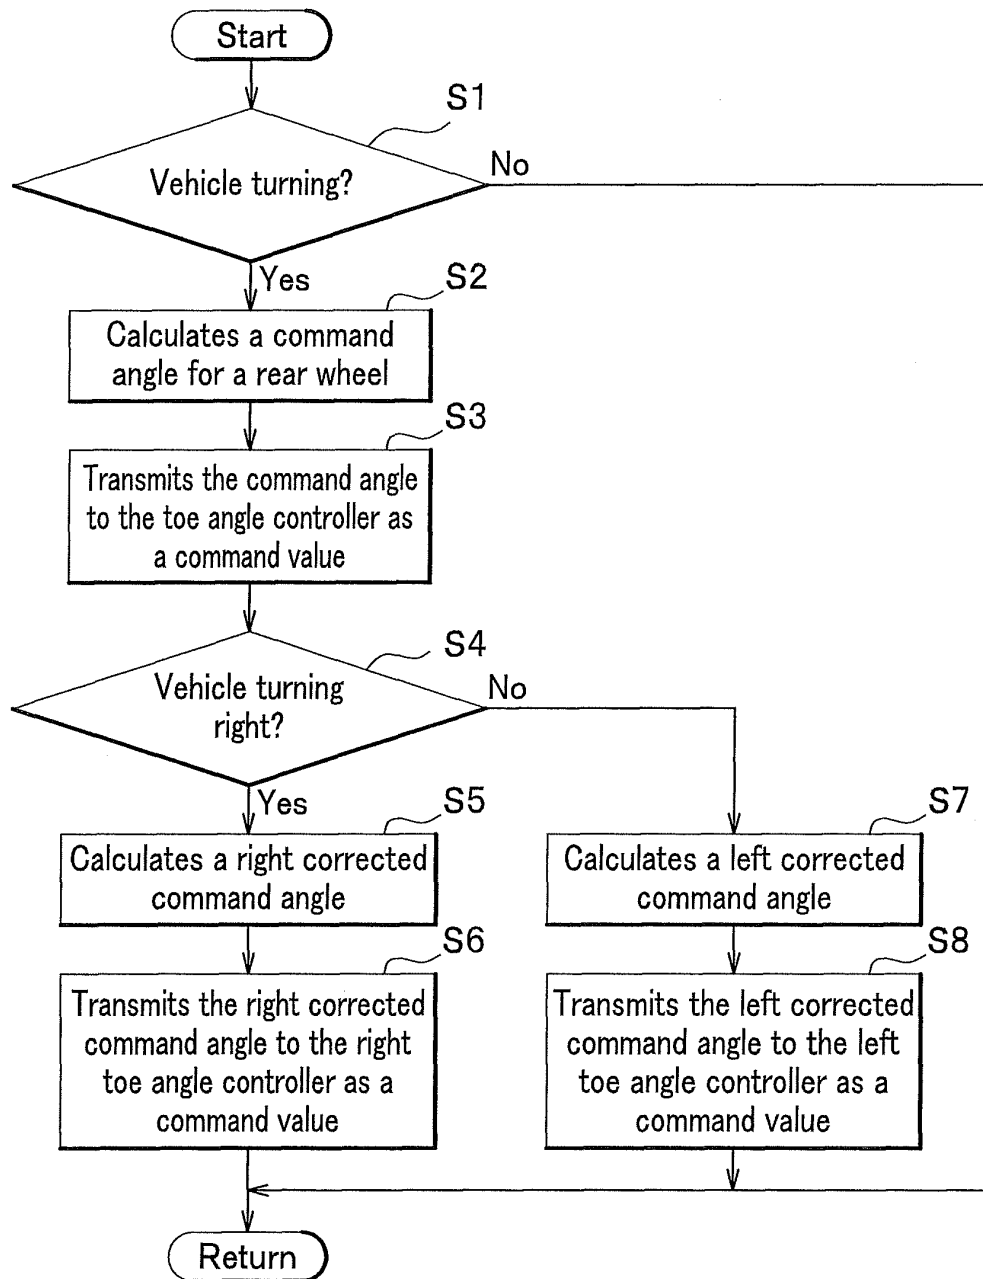 Start
S1
Vehicle turning?
No
Yes
S2
Calculates a command
angle for a rear wheel
S3
Transmits the command angle
to the toe angle controller as
a command value
S4
Vehicle turning
right?
No
Yes
S5
Calculates a right corrected
command angle
S6
Transmits the right corrected
command angle to the right
toe angle controller as a
command value
S7
Calculates a left corrected
command angle
S8
Transmits the left corrected
command angle to the left
toe angle controller as a
command value
Return